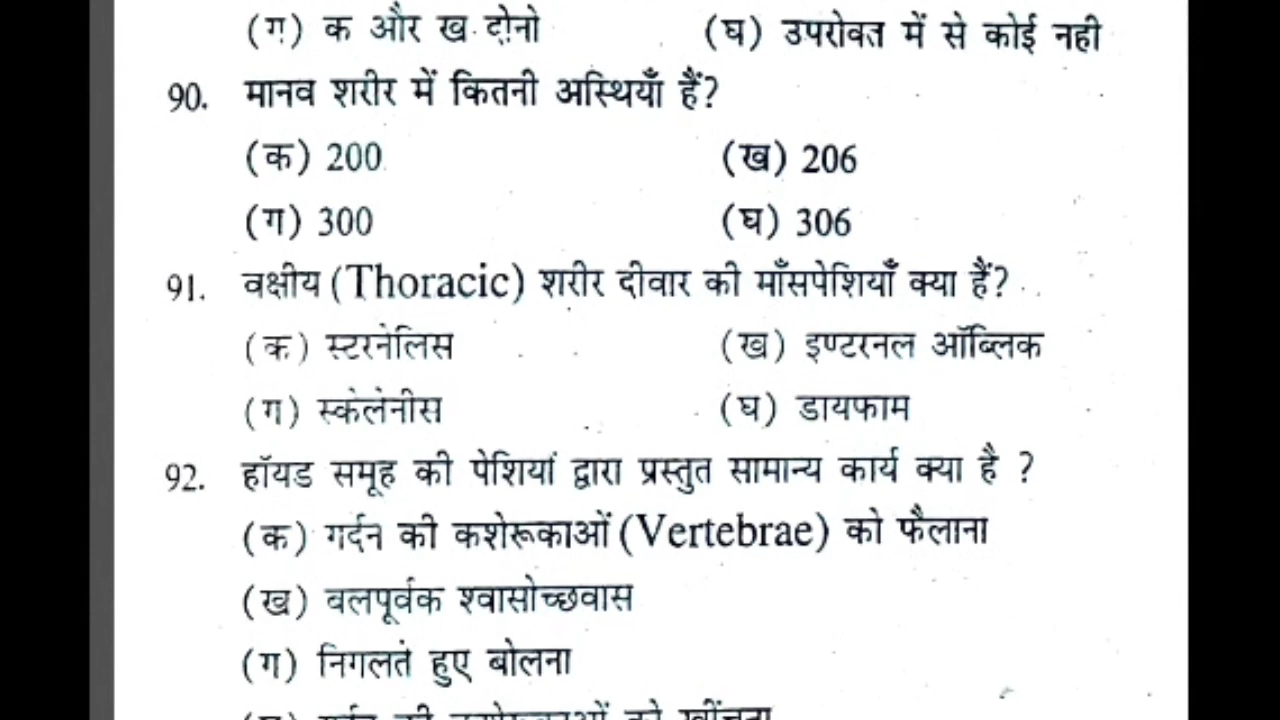 (ग) क और ख दोनो (घ) उपरोक्त में से कोई नही
90. मानव शरीर में कितनी अस्थियाँ हैं?
(क) 200 (ख) 206
(ग) 300 (घ) 306
91. वक्षीय (Thoracic) शरीर दीवार की माँसपेशियाँ क्या हैं?
(क) स्टरनेलिस (ख) इण्टरनल ऑब्लिक
(ग) स्केलेनीस (घ) डायफाम
92. हॉयड समूह की पेशियां द्वारा प्रस्तुत सामान्य कार्य क्या है ?
(क) गर्दन की कशेरूकाओं (Vertebrae) को फैलाना
(ख) बलपूर्वक श्वासोच्छवास
(ग) निगलते हुए बोलना